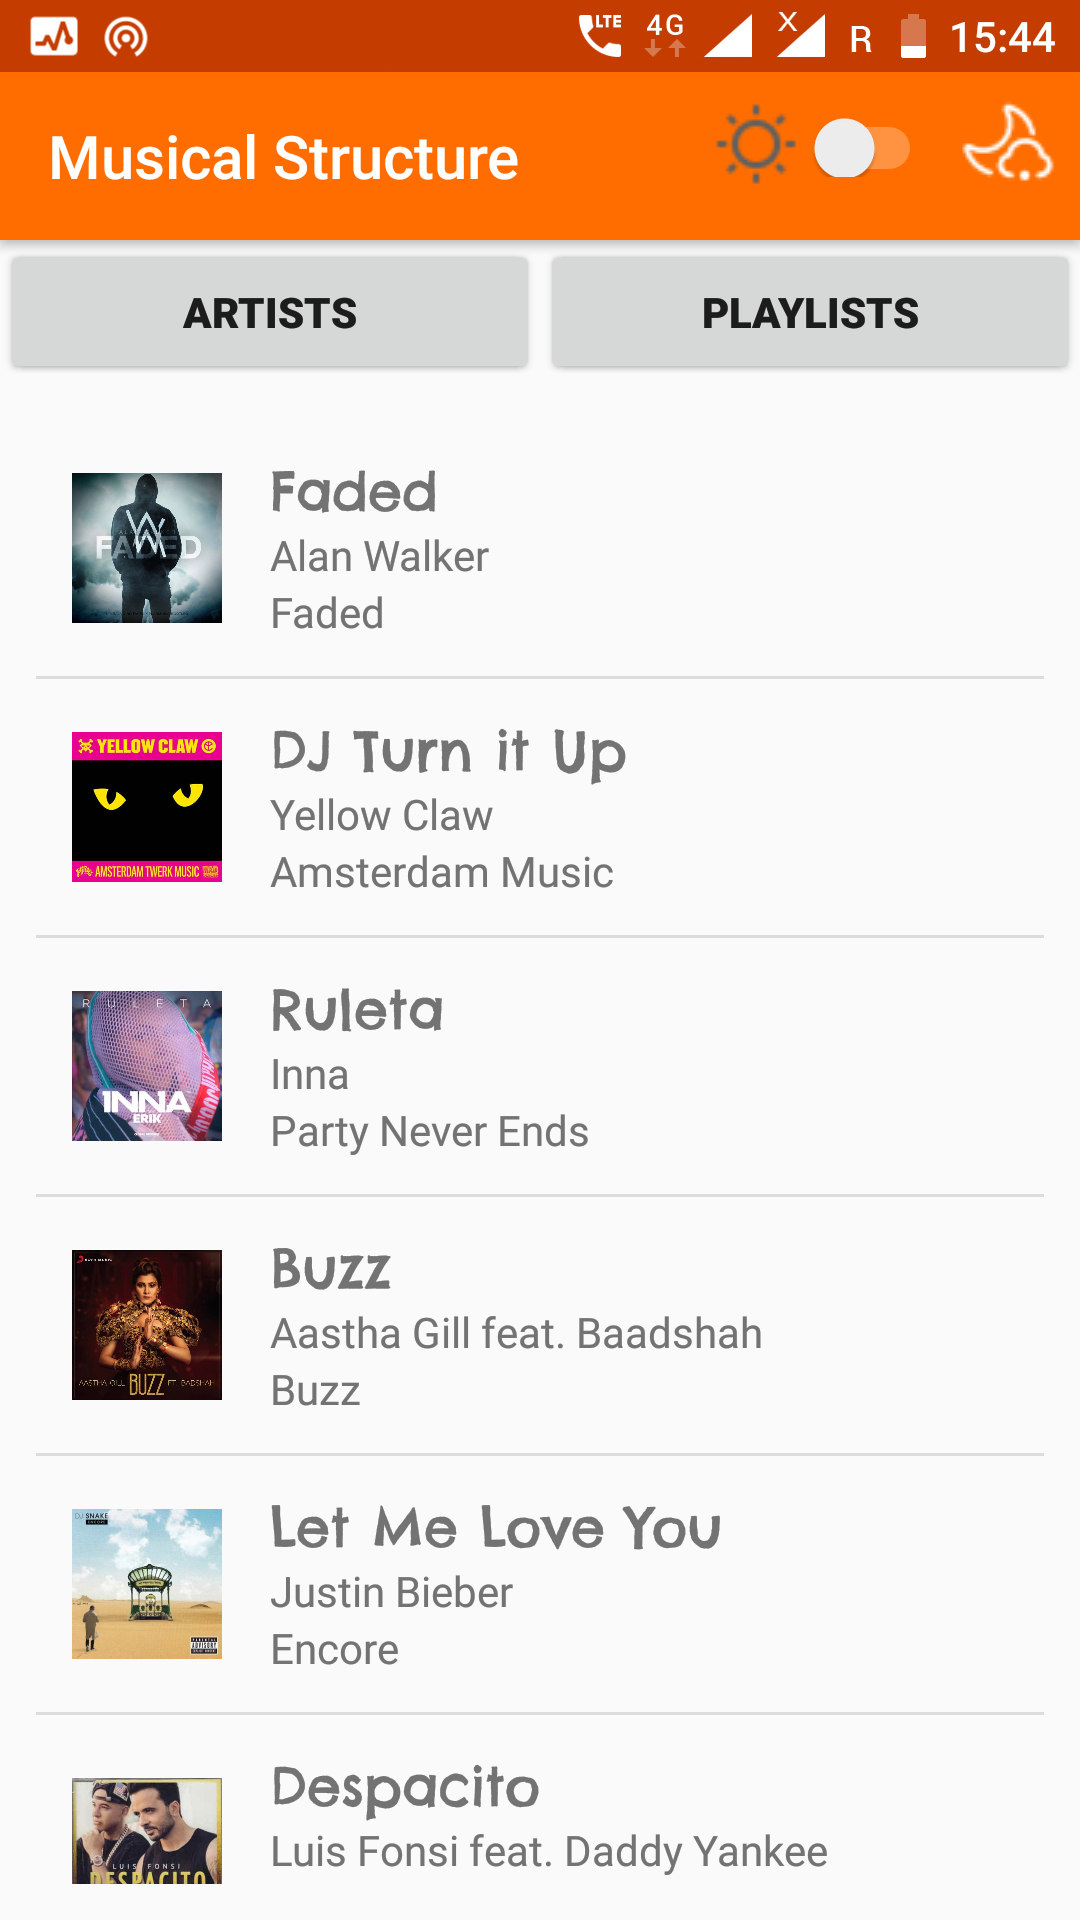 LTE 4G X R 15:44
Musical Structure
ARTISTS PLAYLISTS
FADED
Faded
Alan Walker
Faded
YELLOW CLAW
AMSTERDAM TWERK MUSIC
DJ Turn it Up
Yellow Claw
Amsterdam Music
RULETA
INNA
ERIK
Ruleta
Inna
Party Never Ends
AASTHA GILL BUZZ FT. BADSHAH
Buzz
Aastha Gill feat. Baadshah
Buzz
DJ SNAKE
ENCORE
PARENTAL
ADVISORY
Let Me Love You
Justin Bieber
Encore
LUIS FONSI
DESPACITO
Despacito
Luis Fonsi feat. Daddy Yankee